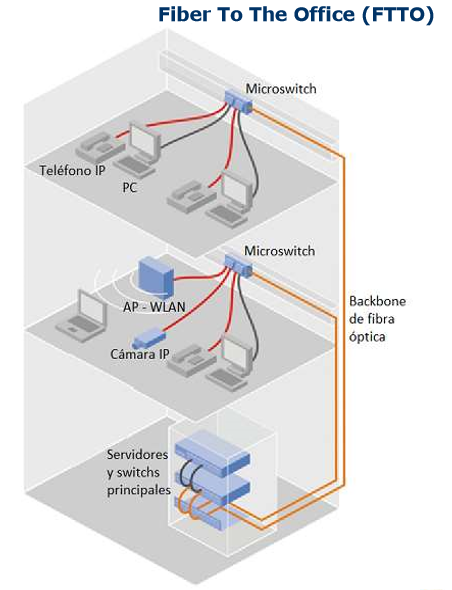 Fiber To The Office (FTTO)
Microswitch
Teléfono IP
PC
Microswitch
AP - WLAN
Cámara IP
Backbone
de fibra
óptica
Servidores
y switchs
principales